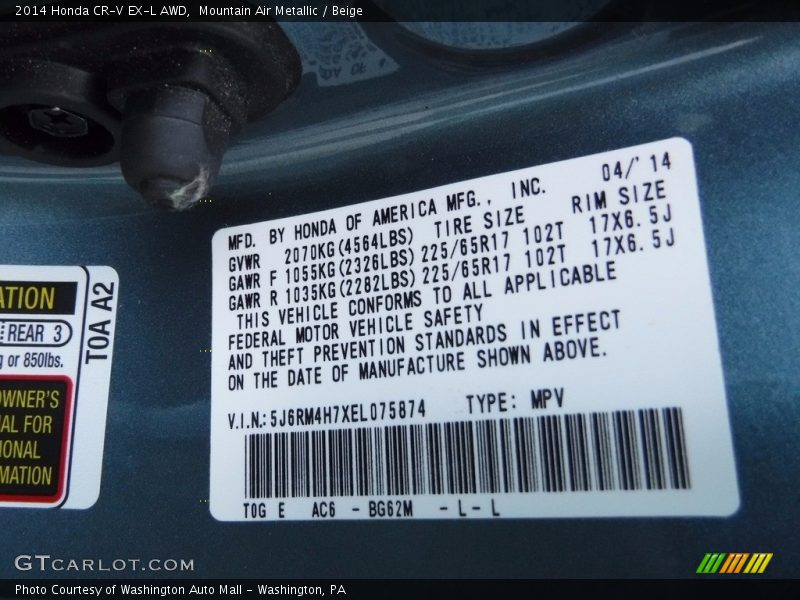 2014 Honda CR-V EX-L AWD,  Mountain Air Metallic / Beige
MFD. BY HONDA OF AMERICA MFG., INC. 04/'14
GVWR 2070KG(4564LBS) TIRE SIZE RIM SIZE
GAWR F 1055KG(2326LBS) 225/65R17 102T 17X6.5J
GAWR R 1035KG(2282LBS) 225/65R17 102T 17X6.5J
THIS VEHICLE CONFORMS TO ALL APPLICABLE
FEDERAL MOTOR VEHICLE SAFETY
AND THEFT PREVENTION STANDARDS IN EFFECT
ON THE DATE OF MANUFACTURE SHOWN ABOVE.
V.I.N.: 5J6RM4H7XEL075874 TYPE: MPV
T0G E AC6 - BG62M - L - L
ATION
REAR 3
g or 850lbs.
OWNER'S
AL FOR
IONAL
MATION
T0A A2
GTCARLOT.COM
Photo Courtesy of Washington Auto Mall - Washington, PA